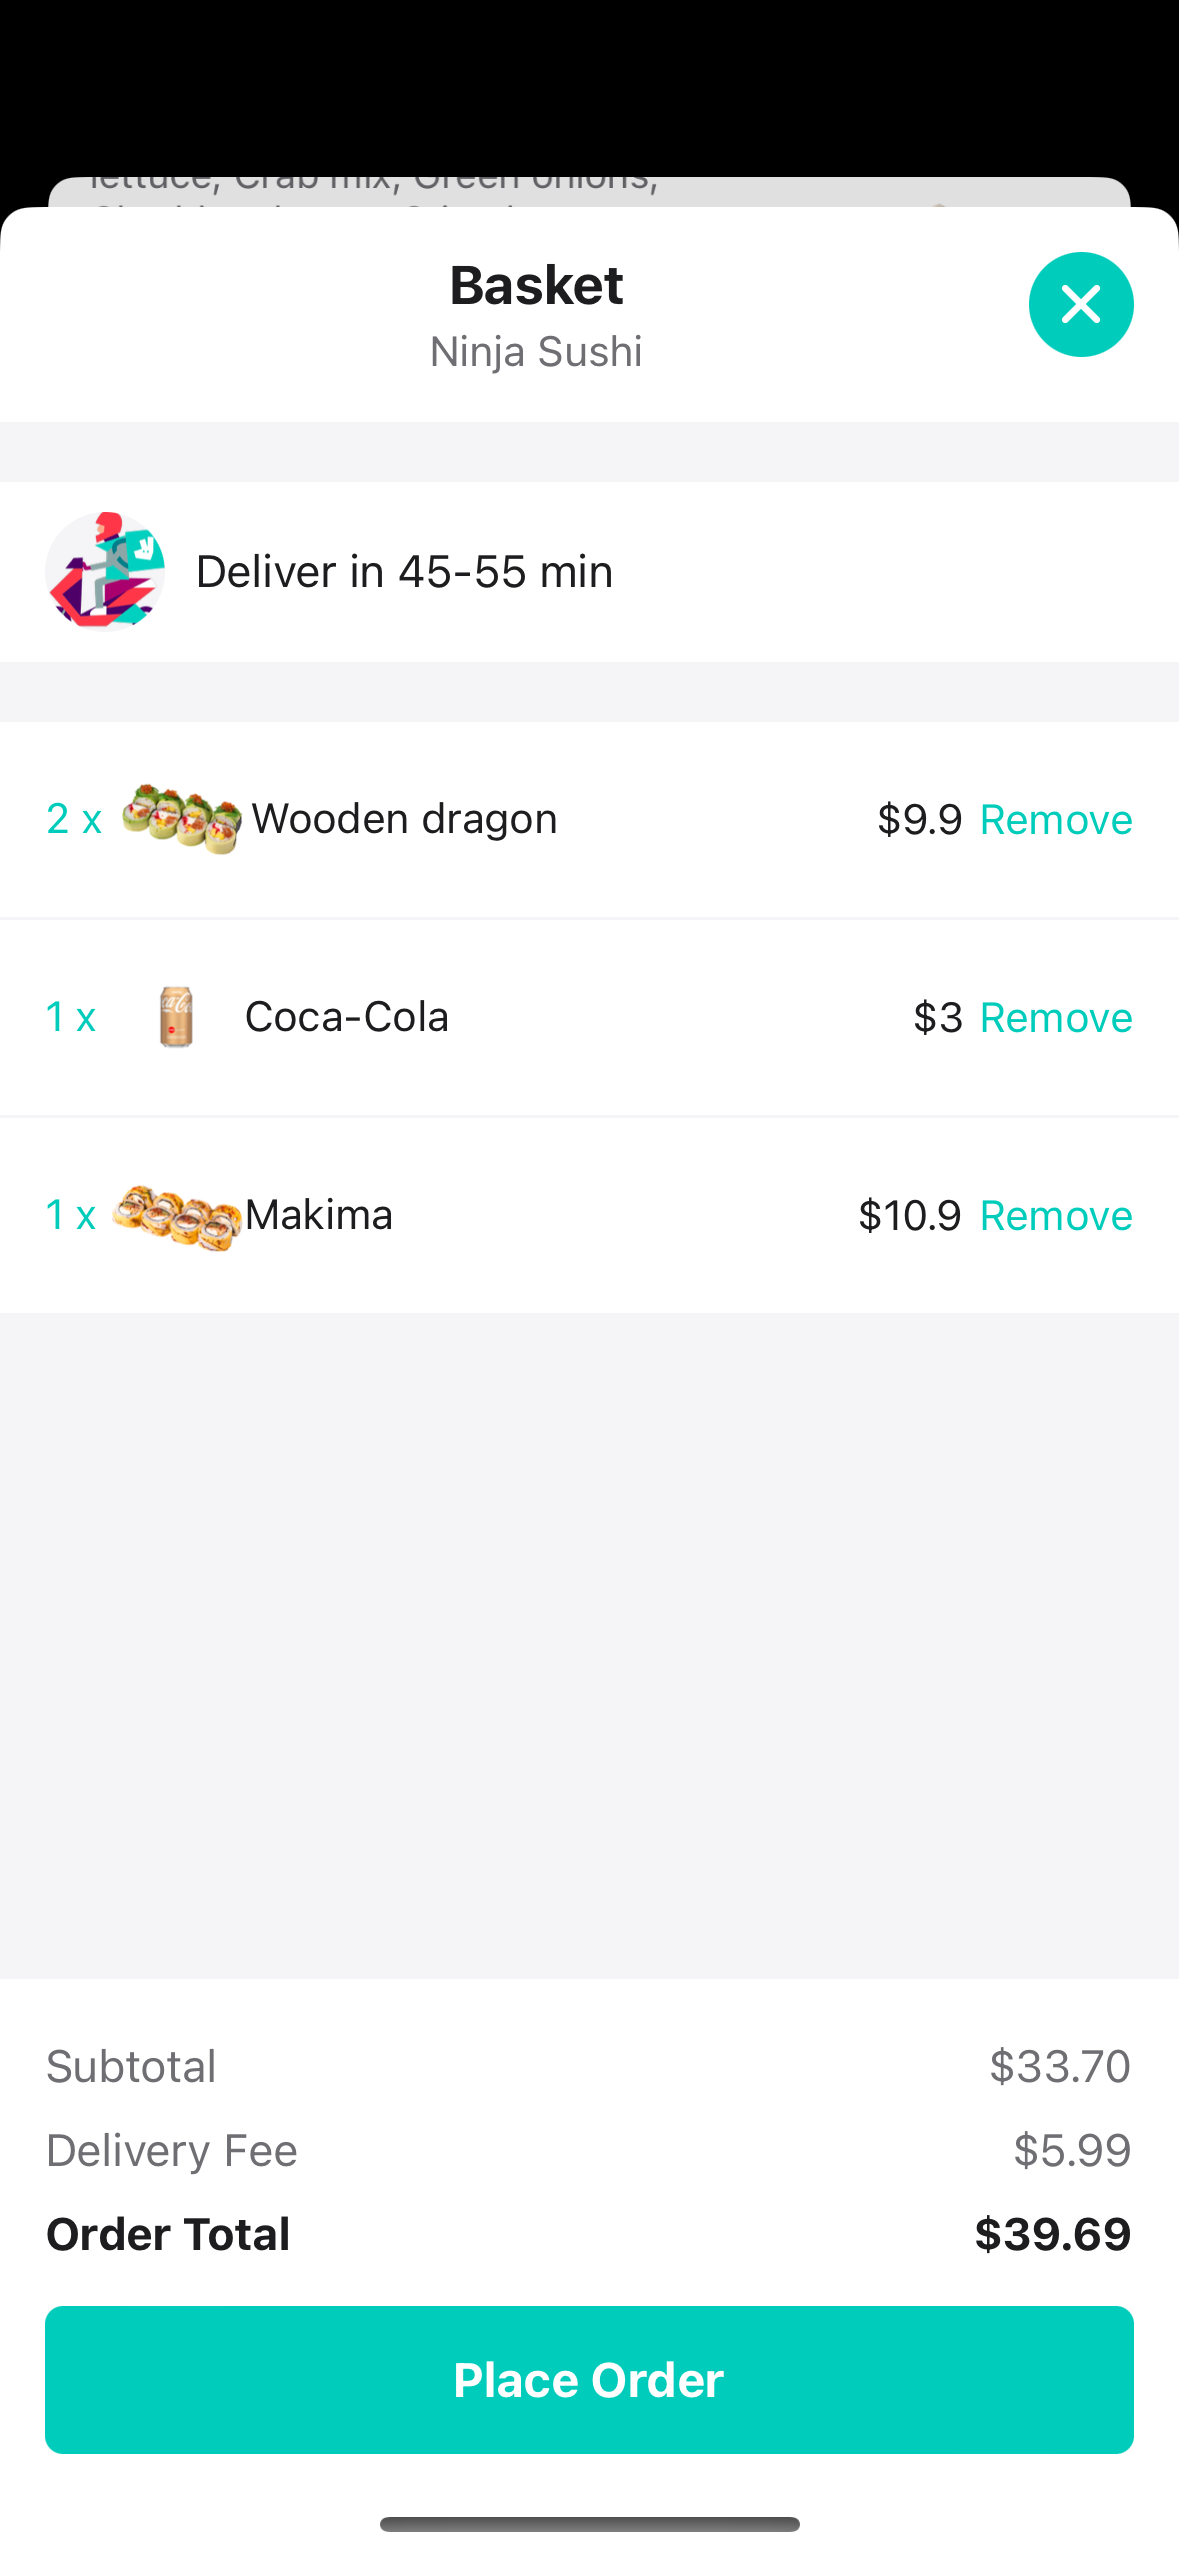 lettuce, Crab mix, Green onions,
Basket
Ninja Sushi
Deliver in 45-55 min
2 x Wooden dragon $9.9 Remove
1 x Coca-Cola $3 Remove
1 x Makima $10.9 Remove
Subtotal $33.70
Delivery Fee $5.99
Order Total $39.69
Place Order